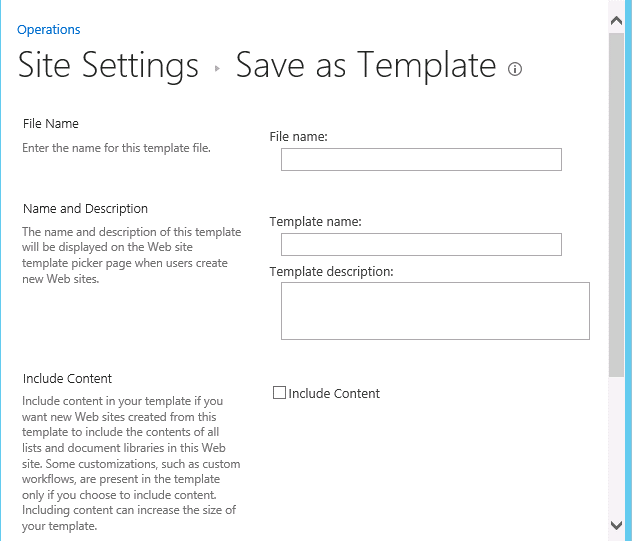 Operations
Site Settings ▸ Save as Template
File Name
Enter the name for this template file.
File name:
Name and Description
The name and description of this template
will be displayed on the Web site
template picker page when users create
new Web sites.
Template name:
Template description:
Include Content
Include content in your template if you
want new Web sites created from this
template to include the contents of all
lists and document libraries in this Web
site. Some customizations, such as custom
workflows, are present in the template
only if you choose to include content.
Including content can increase the size of
your template.
Include Content